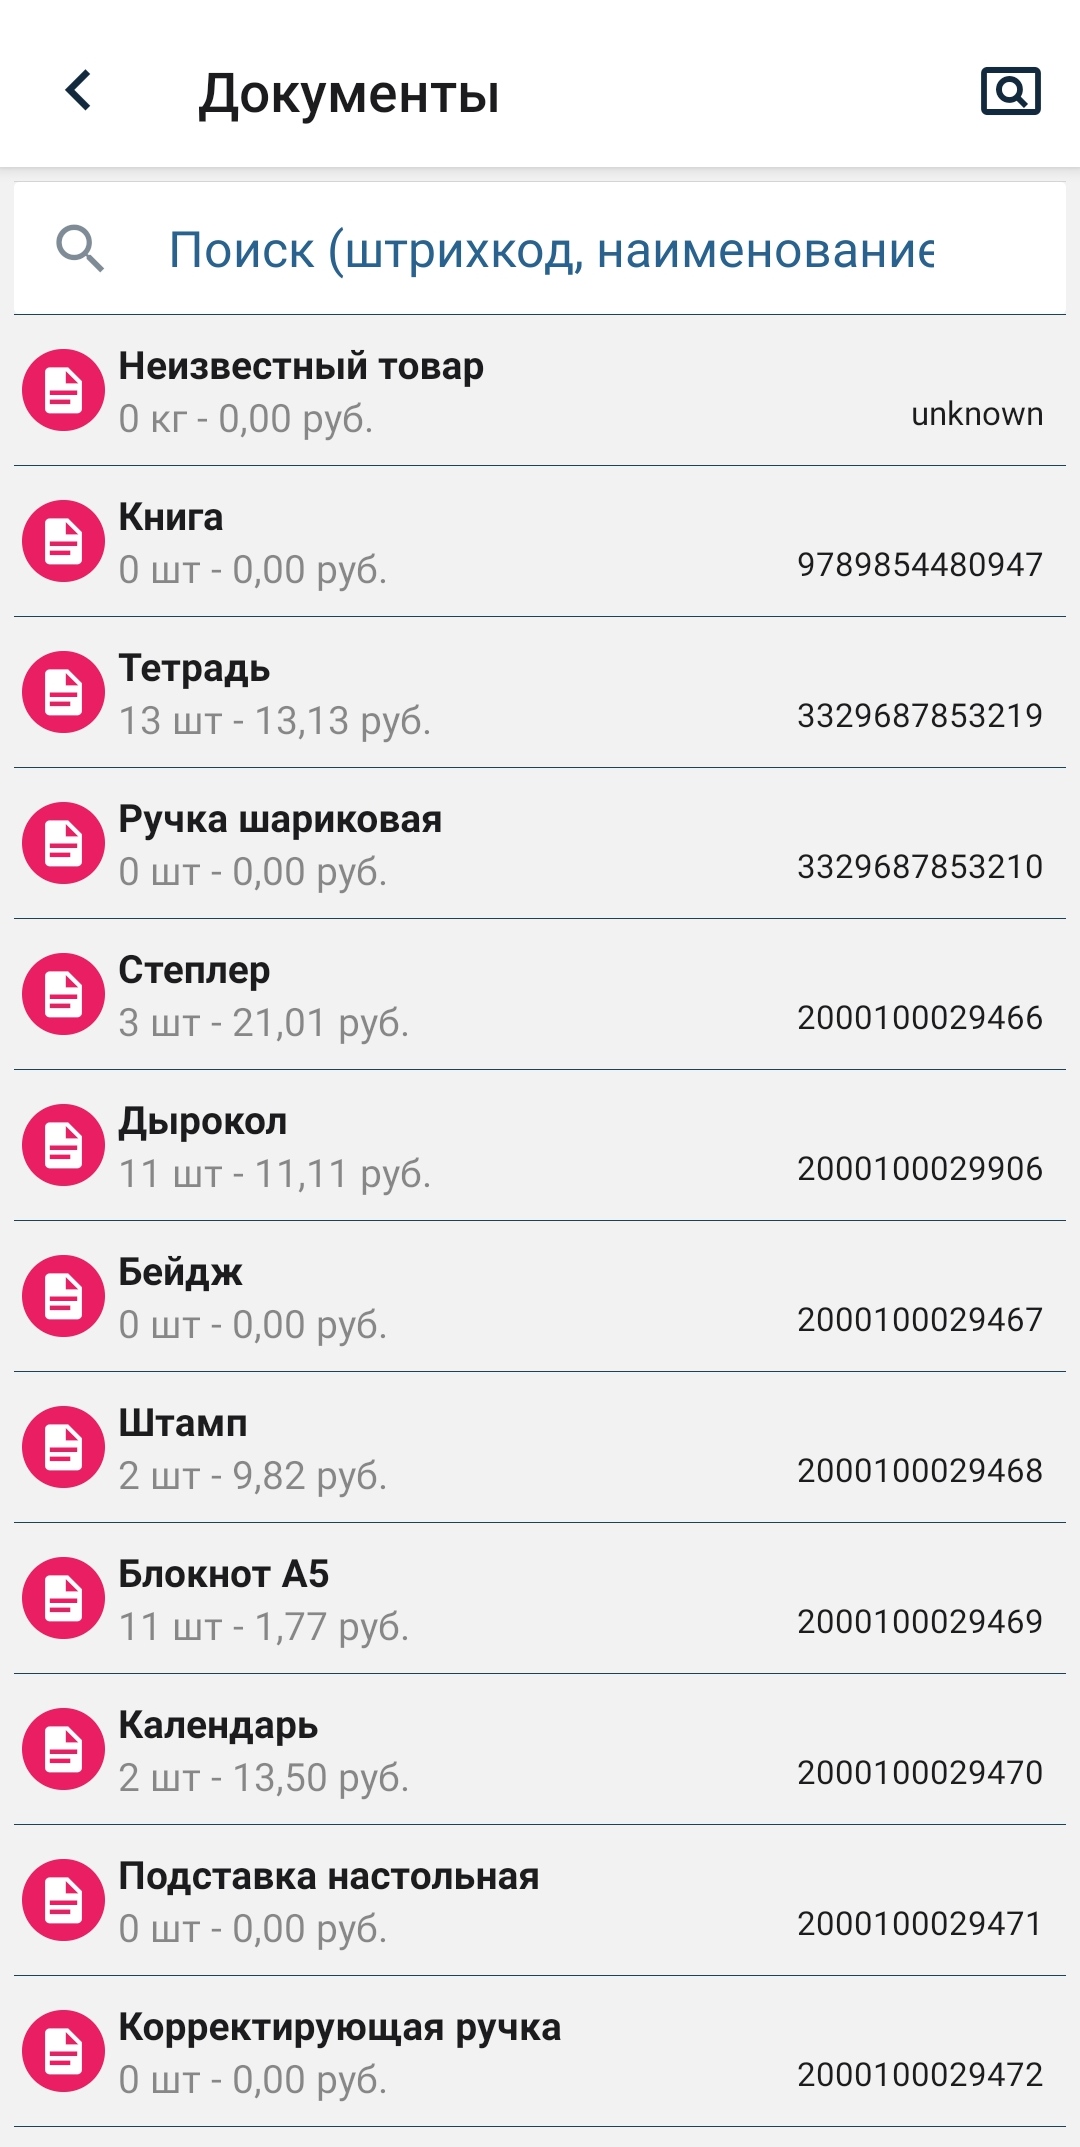 Документы
Поиск (штрихкод, наименование
Неизвестный товар
0 кг - 0,00 руб.
unknown
Книга
0 шт - 0,00 руб.
9789854480947
Тетрадь
13 шт - 13,13 руб.
3329687853219
Ручка шариковая
0 шт - 0,00 руб.
3329687853210
Степлер
3 шт - 21,01 руб.
2000100029466
Дырокол
11 шт - 11,11 руб.
2000100029906
Бейдж
0 шт - 0,00 руб.
2000100029467
Штамп
2 шт - 9,82 руб.
2000100029468
Блокнот А5
11 шт - 1,77 руб.
2000100029469
Календарь
2 шт - 13,50 руб.
2000100029470
Подставка настольная
0 шт - 0,00 руб.
2000100029471
Корректирующая ручка
0 шт - 0,00 руб.
2000100029472